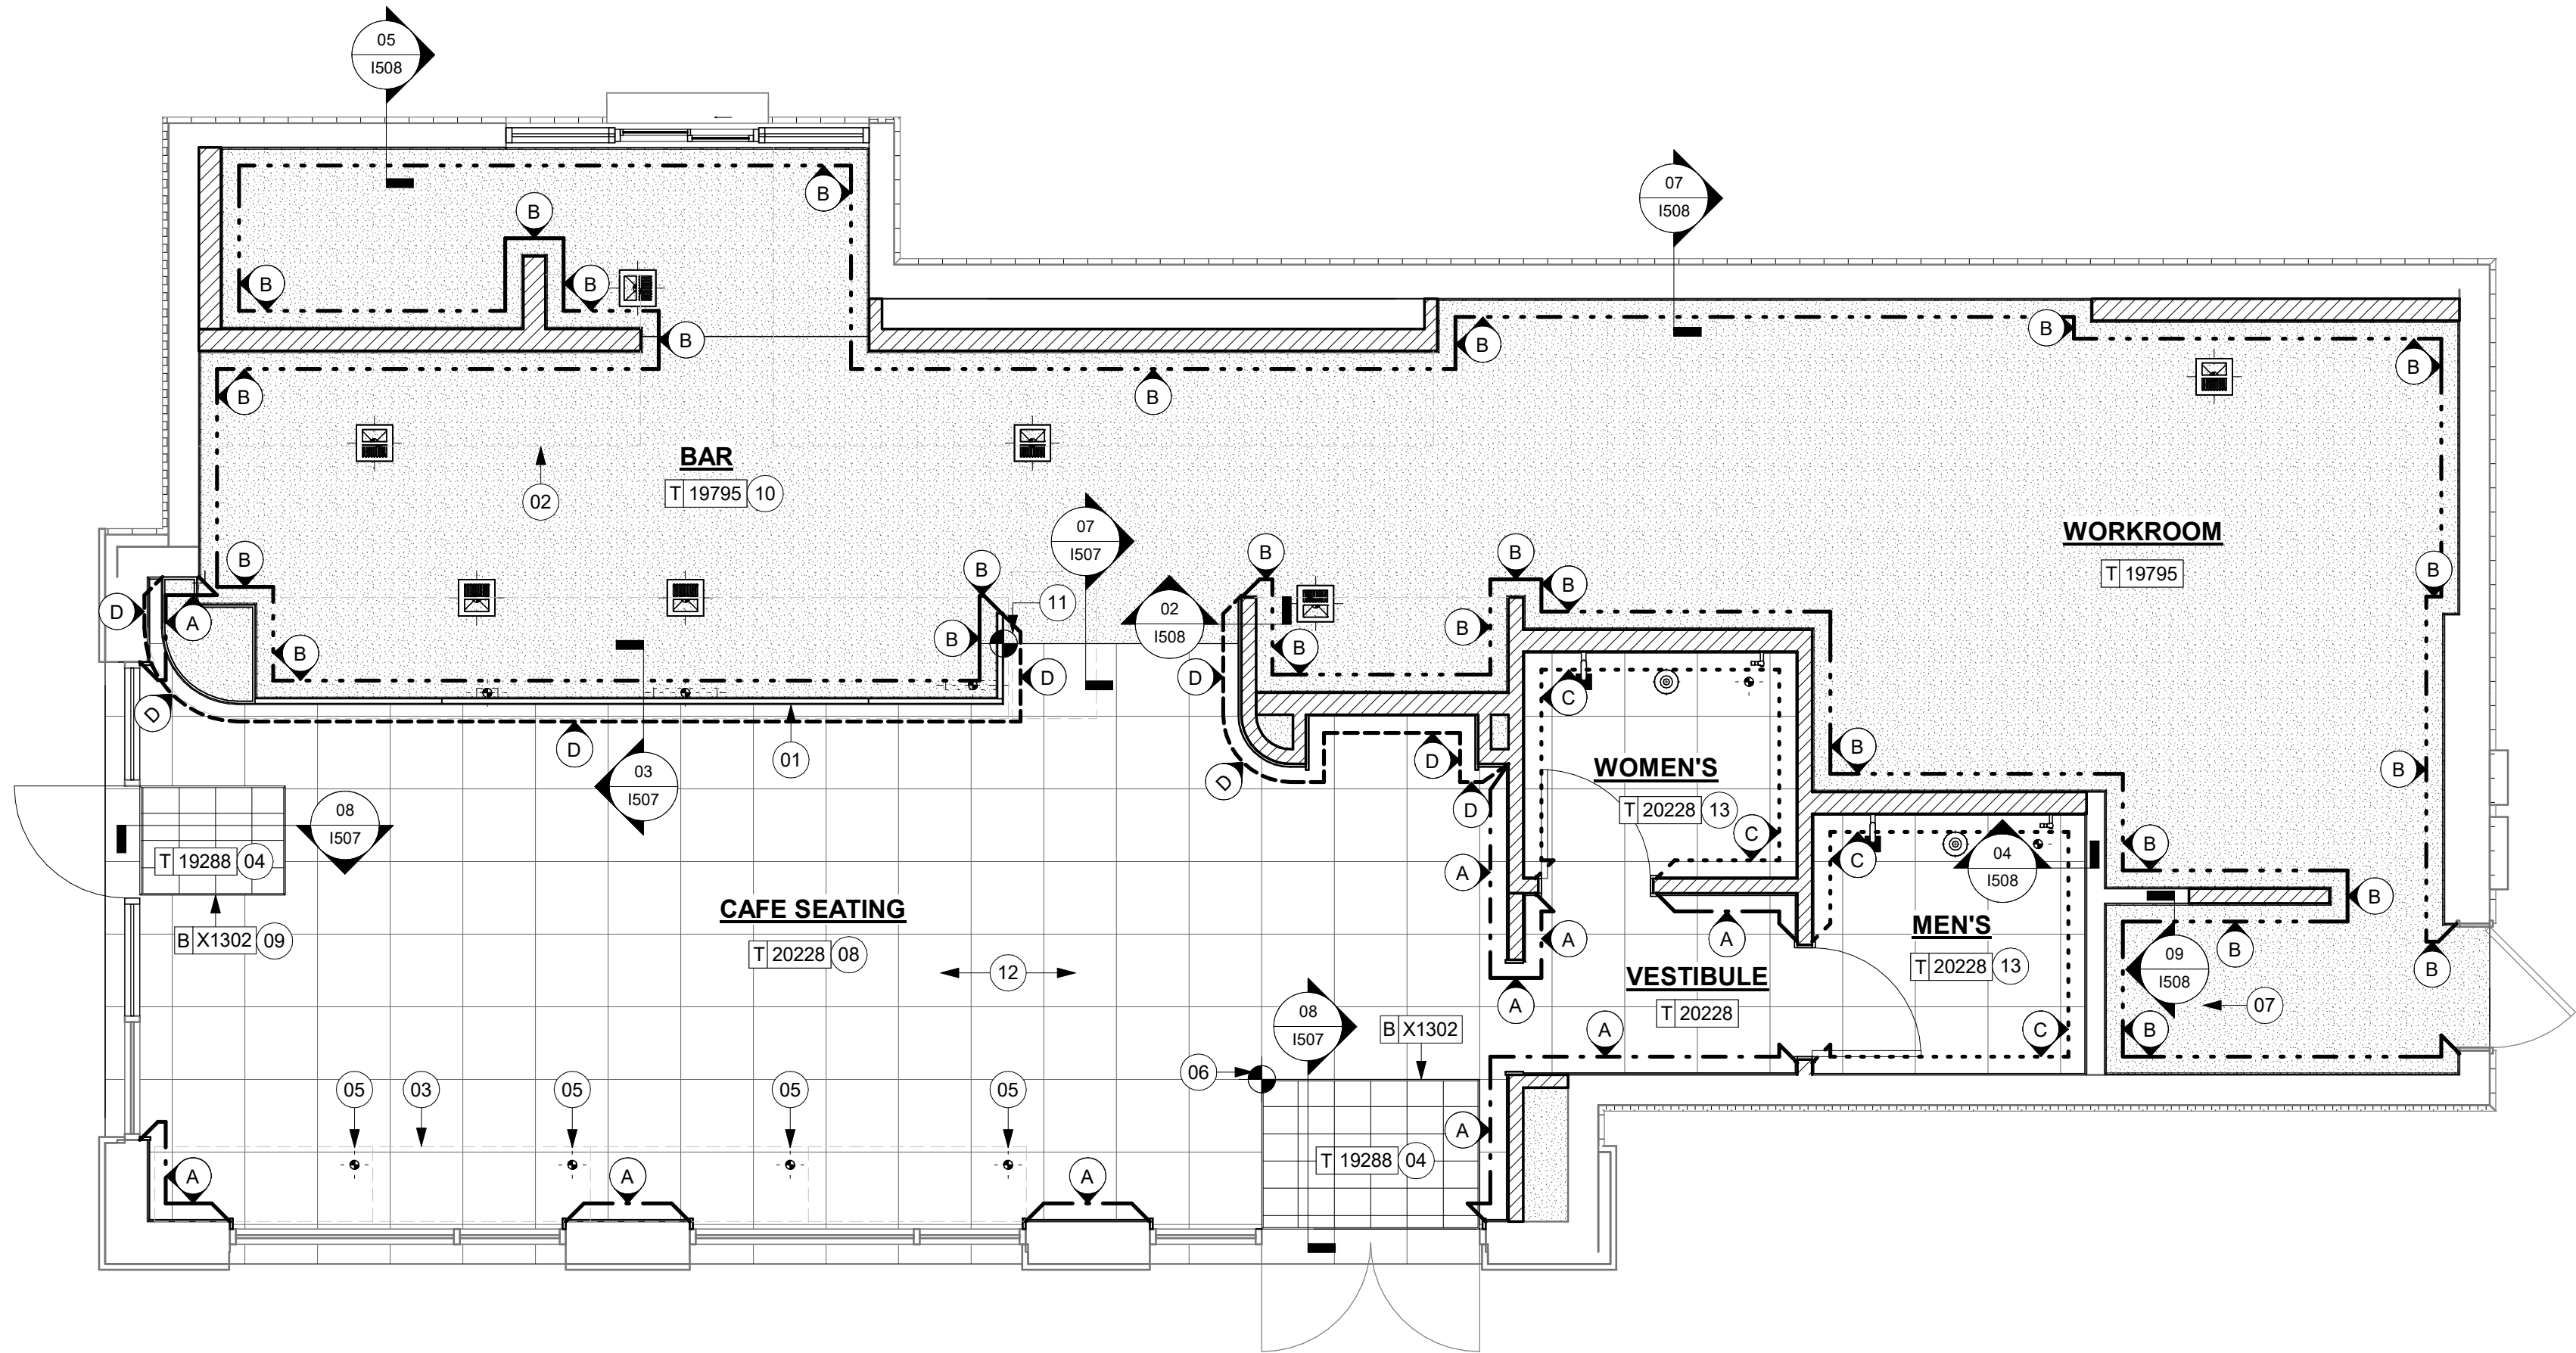 05
I508
07
I508
B
B
B
B
B
B
B
B
B
B
B
BAR
T 19795 10
02
07
I507
WORKROOM
T 19795
B
B
B
B
B
B
11
02
I508
D
A
B
B
B
B
D
D
C
D
B
D
01
D
D
D
03
I507
WOMEN'S
T 20228 13
C
B
08
I507
T 19288 04
A
C
04
I508
B
B
CAFE SEATING
T 20228 08
B X1302 09
A
A
MEN'S
T 20228 13
B
09
I508
B
12
VESTIBULE
T 20228
A
07
08
I507
B X1302
A
C
B
06
05
03
05
05
05
A
T 19288 04
A
A
A